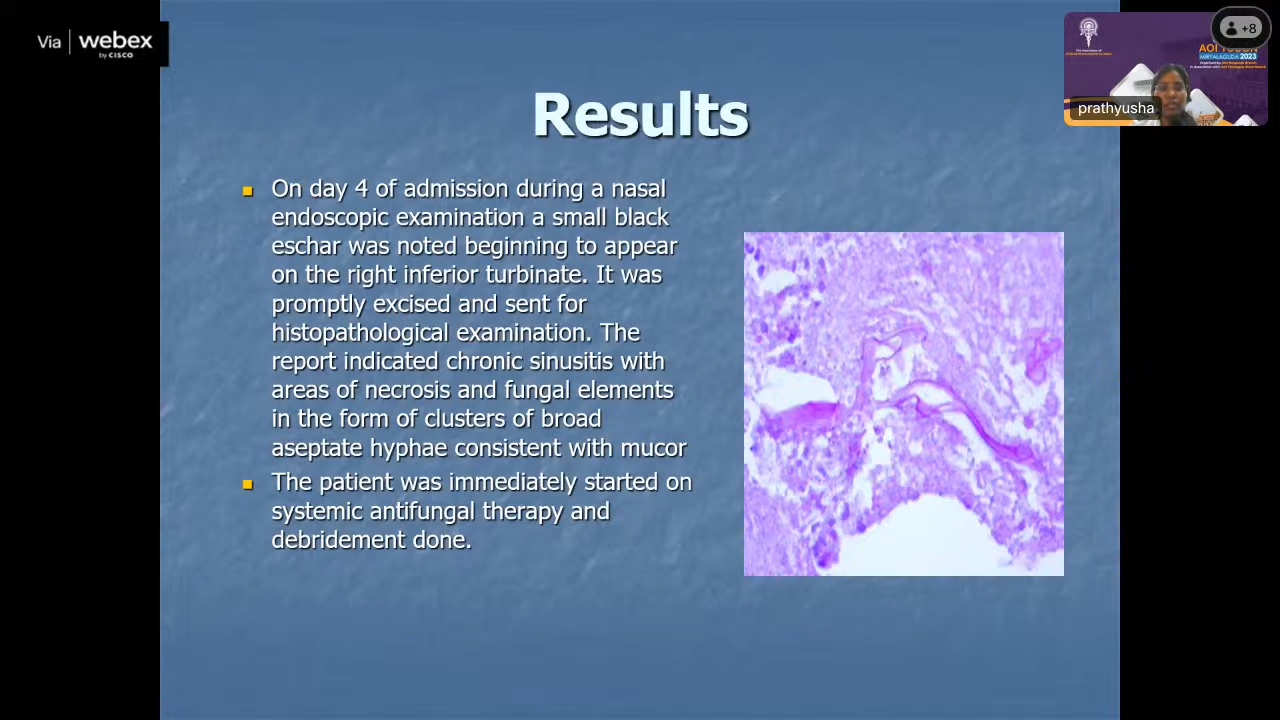 Via | webex
by CISCO
+8
MIRYALAGUDA 2023
prathyusha
Results
On day 4 of admission during a nasal
endoscopic examination a small black
eschar was noted beginning to appear
on the right inferior turbinate. It was
promptly excised and sent for
histopathological examination. The
report indicated chronic sinusitis with
areas of necrosis and fungal elements
in the form of clusters of broad
aseptate hyphae consistent with mucor
The patient was immediately started on
systemic antifungal therapy and
debridement done.